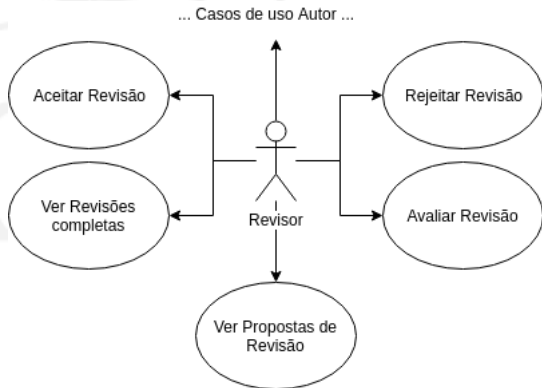 ... Casos de uso Autor ...
Aceitar Revisão
Rejeitar Revisão
Ver Revisões
completas
Revisor
Avaliar Revisão
Ver Propostas de
Revisão